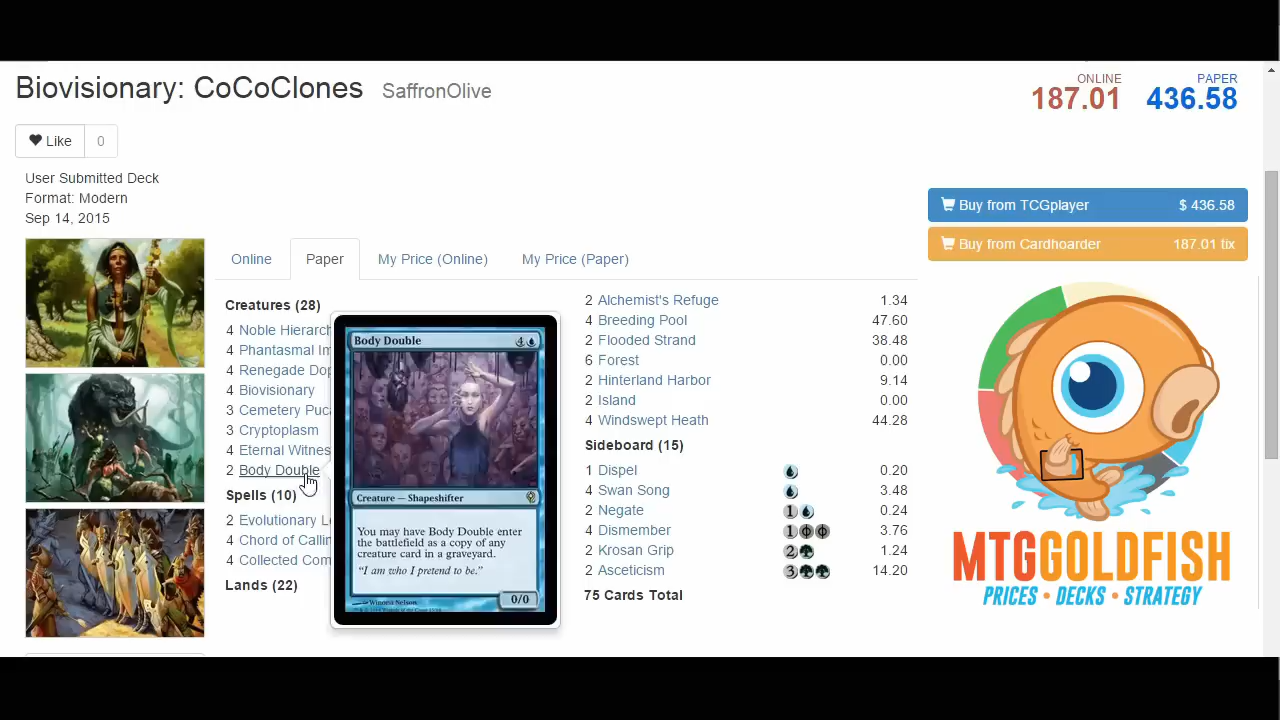 Biovisionary: CoCoClones SaffronOlive
ONLINE
187.01
PAPER
436.58
Like 0
User Submitted Deck
Format: Modern
Sep 14, 2015
Buy from TCGplayer $ 436.58
Buy from Cardhoarder 187.01 tix
Online Paper My Price (Online) My Price (Paper)
Creatures (28)
4 Noble Hierarch
4 Phantasmal Im
4 Renegade Dop
4 Biovisionary
3 Cemetery Puca
3 Cryptoplasm
4 Eternal Witnes
2 Body Double
Spells (10)
2 Evolutionary Le
4 Chord of Callin
4 Collected Com
Lands (22)
Body Double 4
Creature — Shapeshifter
You may have Body Double enter
the battlefield as a copy of any
creature card in a graveyard.
“I am who I pretend to be.”
Winona Nelson
0/0
2 Alchemist's Refuge 1.34
4 Breeding Pool 47.60
2 Flooded Strand 38.48
6 Forest 0.00
2 Hinterland Harbor 9.14
2 Island 0.00
4 Windswept Heath 44.28
Sideboard (15)
1 Dispel 0.20
4 Swan Song 3.48
2 Negate 1 0.24
4 Dismember 1 3.76
2 Krosan Grip 2 1.24
2 Asceticism 3 14.20
75 Cards Total
MTGGOLDFISH
PRICES • DECKS • STRATEGY